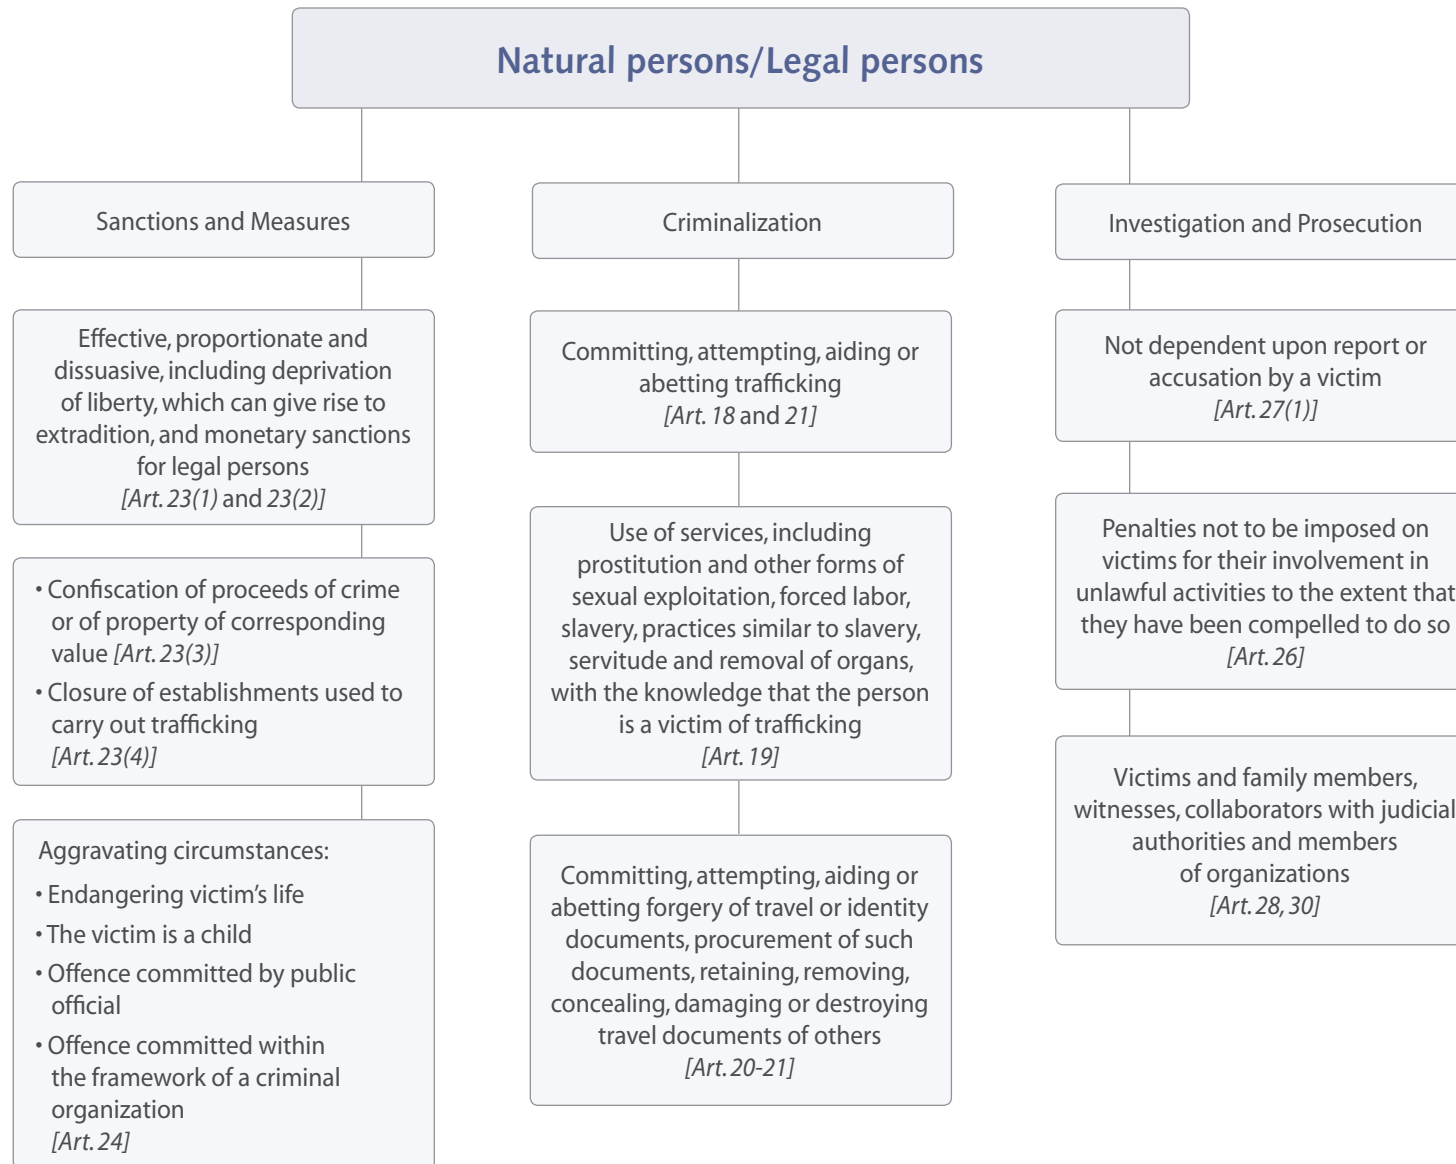 Natural persons/Legal persons
Sanctions and Measures
Effective, proportionate and
dissuasive, including deprivation
of liberty, which can give rise to
extradition, and monetary sanctions
for legal persons
[Art. 23(1) and 23(2)]
• Confiscation of proceeds of crime
or of property of corresponding
value [Art. 23(3)]
• Closure of establishments used to
carry out trafficking
[Art. 23(4)]
Aggravating circumstances:
• Endangering victim's life
• The victim is a child
• Offence committed by public
official
• Offence committed within
the framework of a criminal
organization
[Art. 24]
Criminalization
Committing, attempting, aiding or
abetting trafficking
[Art. 18 and 21]
Use of services, including
prostitution and other forms of
sexual exploitation, forced labor,
slavery, practices similar to slavery,
servitude and removal of organs,
with the knowledge that the person
is a victim of trafficking
[Art. 19]
Committing, attempting, aiding or
abetting forgery of travel or identity
documents, procurement of such
documents, retaining, removing,
concealing, damaging or destroying
travel documents of others
[Art. 20-21]
Investigation and Prosecution
Not dependent upon report or
accusation by a victim
[Art. 27(1)]
Penalties not to be imposed on
victims for their involvement in
unlawful activities to the extent that
they have been compelled to do so
[Art. 26]
Victims and family members,
witnesses, collaborators with judicial
authorities and members
of organizations
[Art. 28, 30]